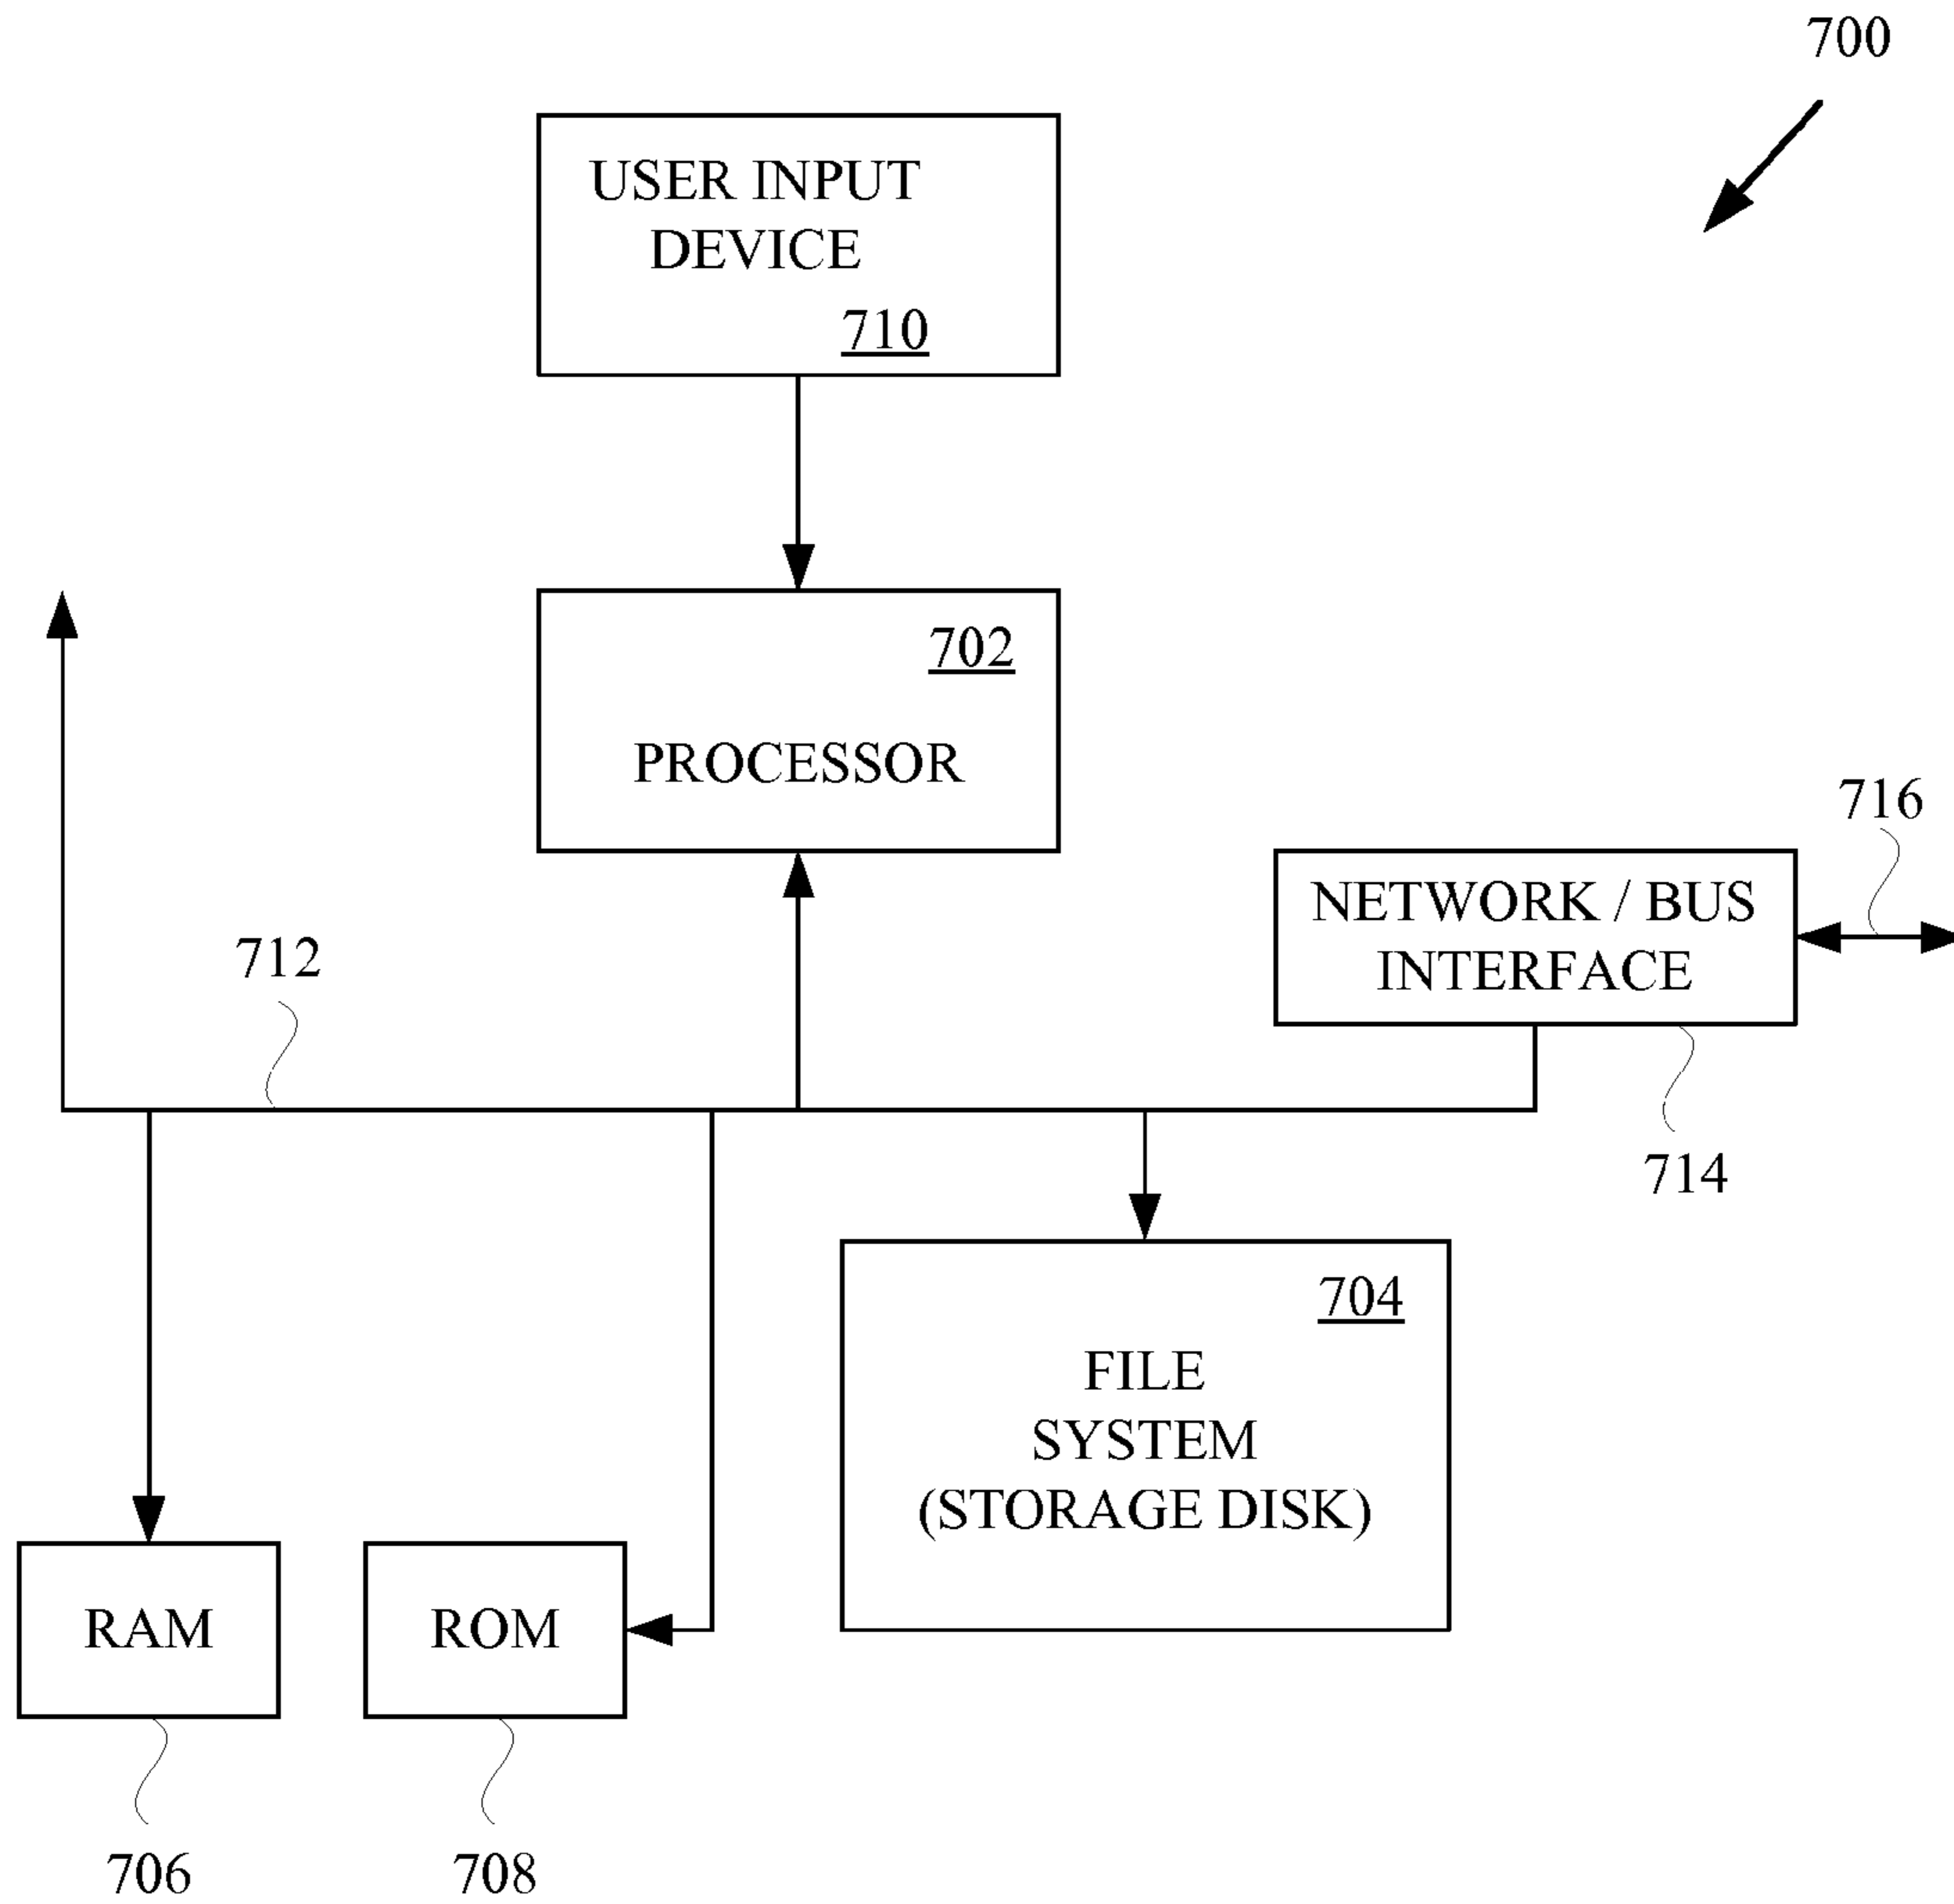 700
USER INPUT
DEVICE
710
702
PROCESSOR
716
NETWORK / BUS
INTERFACE
712
714
704
FILE
SYSTEM
(STORAGE DISK)
RAM
ROM
706
708